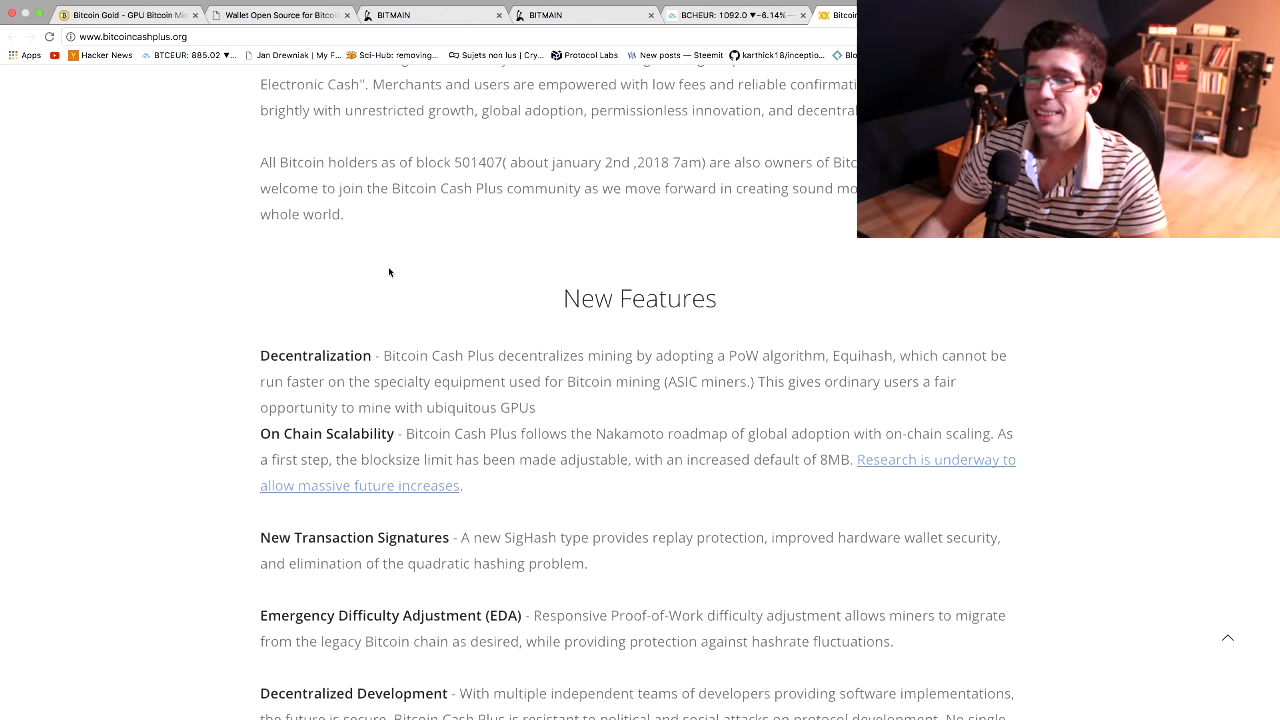 Bitcoin Gold - GPU Bitcoin Mi
Wallet Open Source for Bitcoin
BITMAIN
BITMAIN
BCHEUR: 1092.0 ▼−6.14%
Bitcoin
www.bitcoincashplus.org
Apps
Hacker News
BTCEUR: 885.02 ▼...
Jan Drewniak | My F...
Sci-Hub: removing...
Sujets non lus | Cry...
Protocol Labs
New posts — Steemit
karthick18/inceptio...
Blo
Electronic Cash". Merchants and users are empowered with low fees and reliable confirmati
brightly with unrestricted growth, global adoption, permissionless innovation, and decentral
All Bitcoin holders as of block 501407( about january 2nd ,2018 7am) are also owners of Bitc
welcome to join the Bitcoin Cash Plus community as we move forward in creating sound mo
whole world.
New Features
Decentralization - Bitcoin Cash Plus decentralizes mining by adopting a PoW algorithm, Equihash, which cannot be
run faster on the specialty equipment used for Bitcoin mining (ASIC miners.) This gives ordinary users a fair
opportunity to mine with ubiquitous GPUs
On Chain Scalability - Bitcoin Cash Plus follows the Nakamoto roadmap of global adoption with on-chain scaling. As
a first step, the blocksize limit has been made adjustable, with an increased default of 8MB. Research is underway to
allow massive future increases.
New Transaction Signatures - A new SigHash type provides replay protection, improved hardware wallet security,
and elimination of the quadratic hashing problem.
Emergency Difficulty Adjustment (EDA) - Responsive Proof-of-Work difficulty adjustment allows miners to migrate
from the legacy Bitcoin chain as desired, while providing protection against hashrate fluctuations.
Decentralized Development - With multiple independent teams of developers providing software implementations,
the future is secure. Bitcoin Cash Plus is resistant to political and social attacks on protocol development. No single